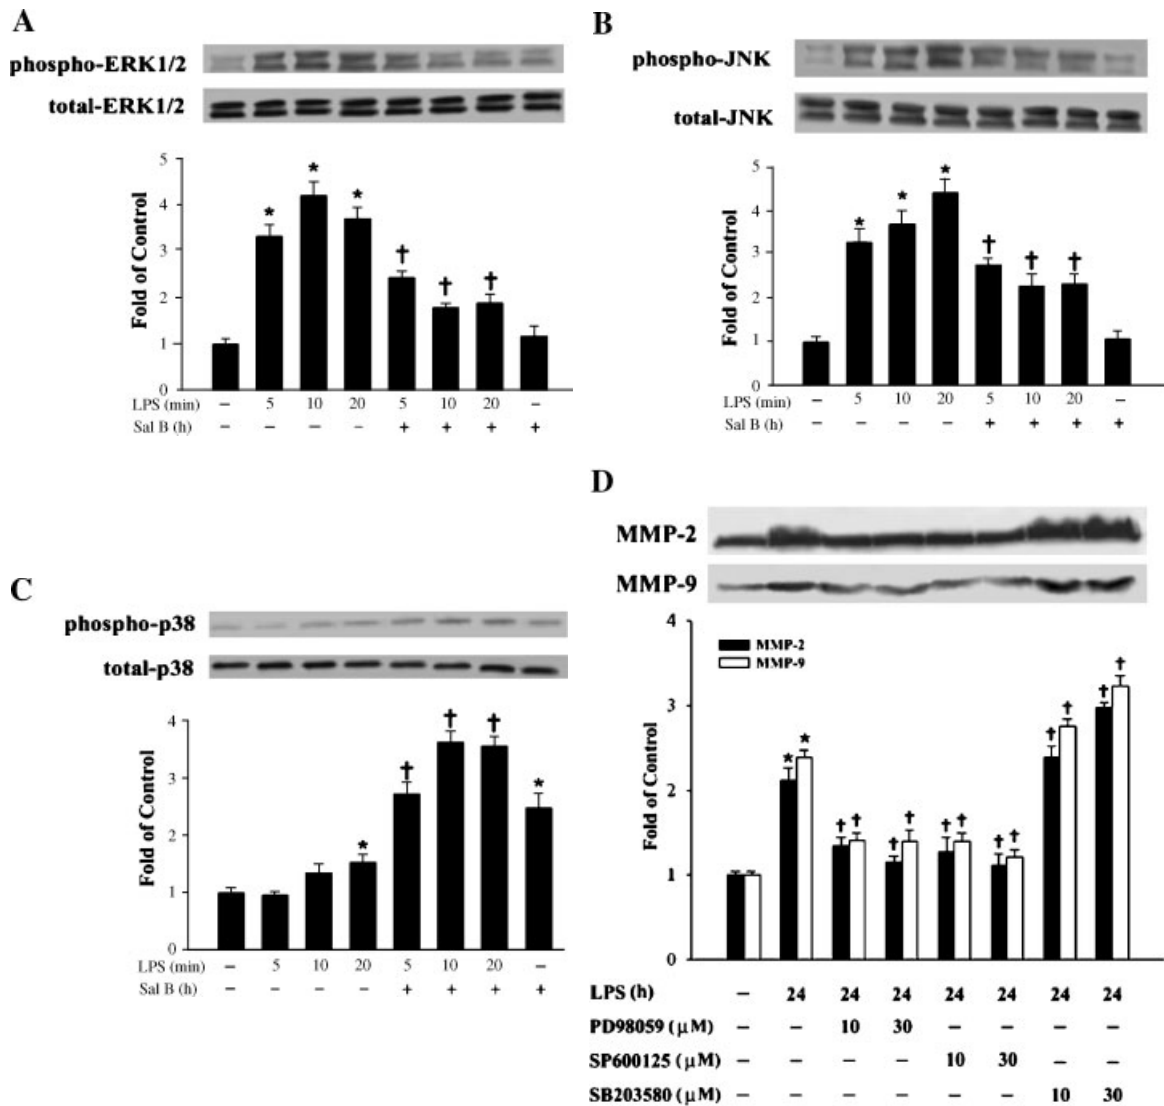 A
phospho-ERK1/2
total-ERK1/2
Fold of Control
5
4
3
2
1
0
LPS (min) – 5 10 20 5 10 20 –
Sal B (h) – – – – + + + +
* * * † † †
B
phospho-JNK
total-JNK
Fold of Control
5
4
3
2
1
0
LPS (min) – 5 10 20 5 10 20 –
Sal B (h) – – – – + + + +
* * * † † †
C
phospho-p38
total-p38
Fold of Control
4
3
2
1
0
LPS (min) – 5 10 20 5 10 20 –
Sal B (h) – – – – + + + +
* † † † *
D
MMP-2
MMP-9
MMP-2
MMP-9
Fold of Control
4
3
2
1
0
* * † † † † † † † † † † † †
LPS (h) – 24 24 24 24 24 24 24
PD98059 (μM) – – 10 30 – – – –
SP600125 (μM) – – – – 10 30 – –
SB203580 (μM) – – – – – – 10 30